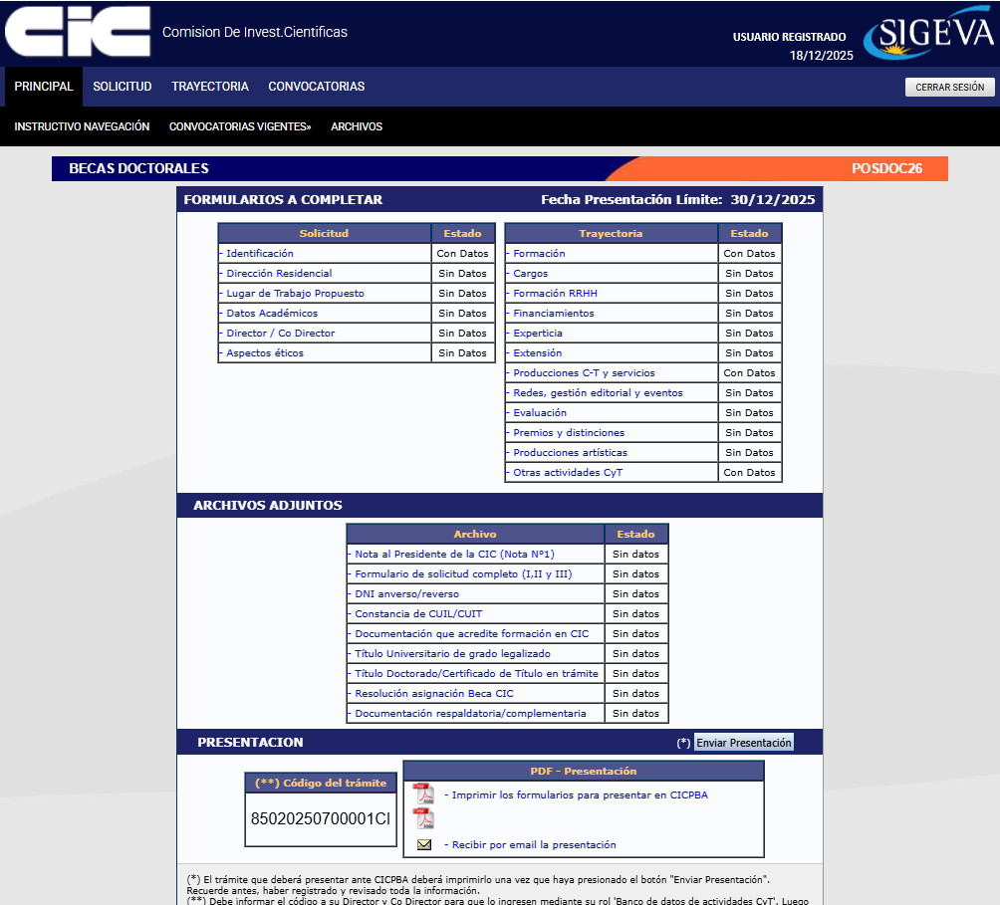 CIC Comision De Invest.Cientificas
USUARIO REGISTRADO
SIGEVA
18/12/2025
PRINCIPAL SOLICITUD TRAYECTORIA CONVOCATORIAS CERRAR SESIÓN
INSTRUCTIVO NAVEGACIÓN CONVOCATORIAS VIGENTES» ARCHIVOS
BECAS DOCTORALES POSDOC26
FORMULARIOS A COMPLETAR Fecha Presentación Límite: 30/12/2025
Solicitud Estado
- Identificación Con Datos
- Dirección Residencial Sin Datos
- Lugar de Trabajo Propuesto Sin Datos
- Datos Académicos Sin Datos
- Director / Co Director Sin Datos
- Aspectos éticos Sin Datos
Trayectoria Estado
- Formación Con Datos
- Cargos Sin Datos
- Formación RRHH Sin Datos
- Financiamientos Sin Datos
- Experticia Sin Datos
- Extensión Sin Datos
- Producciones C-T y servicios Con Datos
- Redes, gestión editorial y eventos Sin Datos
- Evaluación Sin Datos
- Premios y distinciones Sin Datos
- Producciones artísticas Sin Datos
- Otras actividades CyT Con Datos
ARCHIVOS ADJUNTOS
Archivo Estado
- Nota al Presidente de la CIC (Nota Nº1) Sin datos
- Formulario de solicitud completo (I,II y III) Sin datos
- DNI anverso/reverso Sin datos
- Constancia de CUIL/CUIT Sin datos
- Documentación que acredite formación en CIC Sin datos
- Título Universitario de grado legalizado Sin datos
- Título Doctorado/Certificado de Título en trámite Sin datos
- Resolución asignación Beca CIC Sin datos
- Documentación respaldatoria/complementaria Sin datos
PRESENTACION (*) Enviar Presentación
(**) Código del trámite
85020250700001CI
PDF - Presentación
- Imprimir los formularios para presentar en CICPBA
- Recibir por email la presentación
(*) El trámite que deberá presentar ante CICPBA deberá imprimirlo una vez que haya presionado el botón "Enviar Presentación".
Recuerde antes, haber registrado y revisado toda la información.
(**) Debe informar el código a su Director y Co Director para que lo ingresen mediante su rol 'Banco de datos de actividades CyT'. Luego